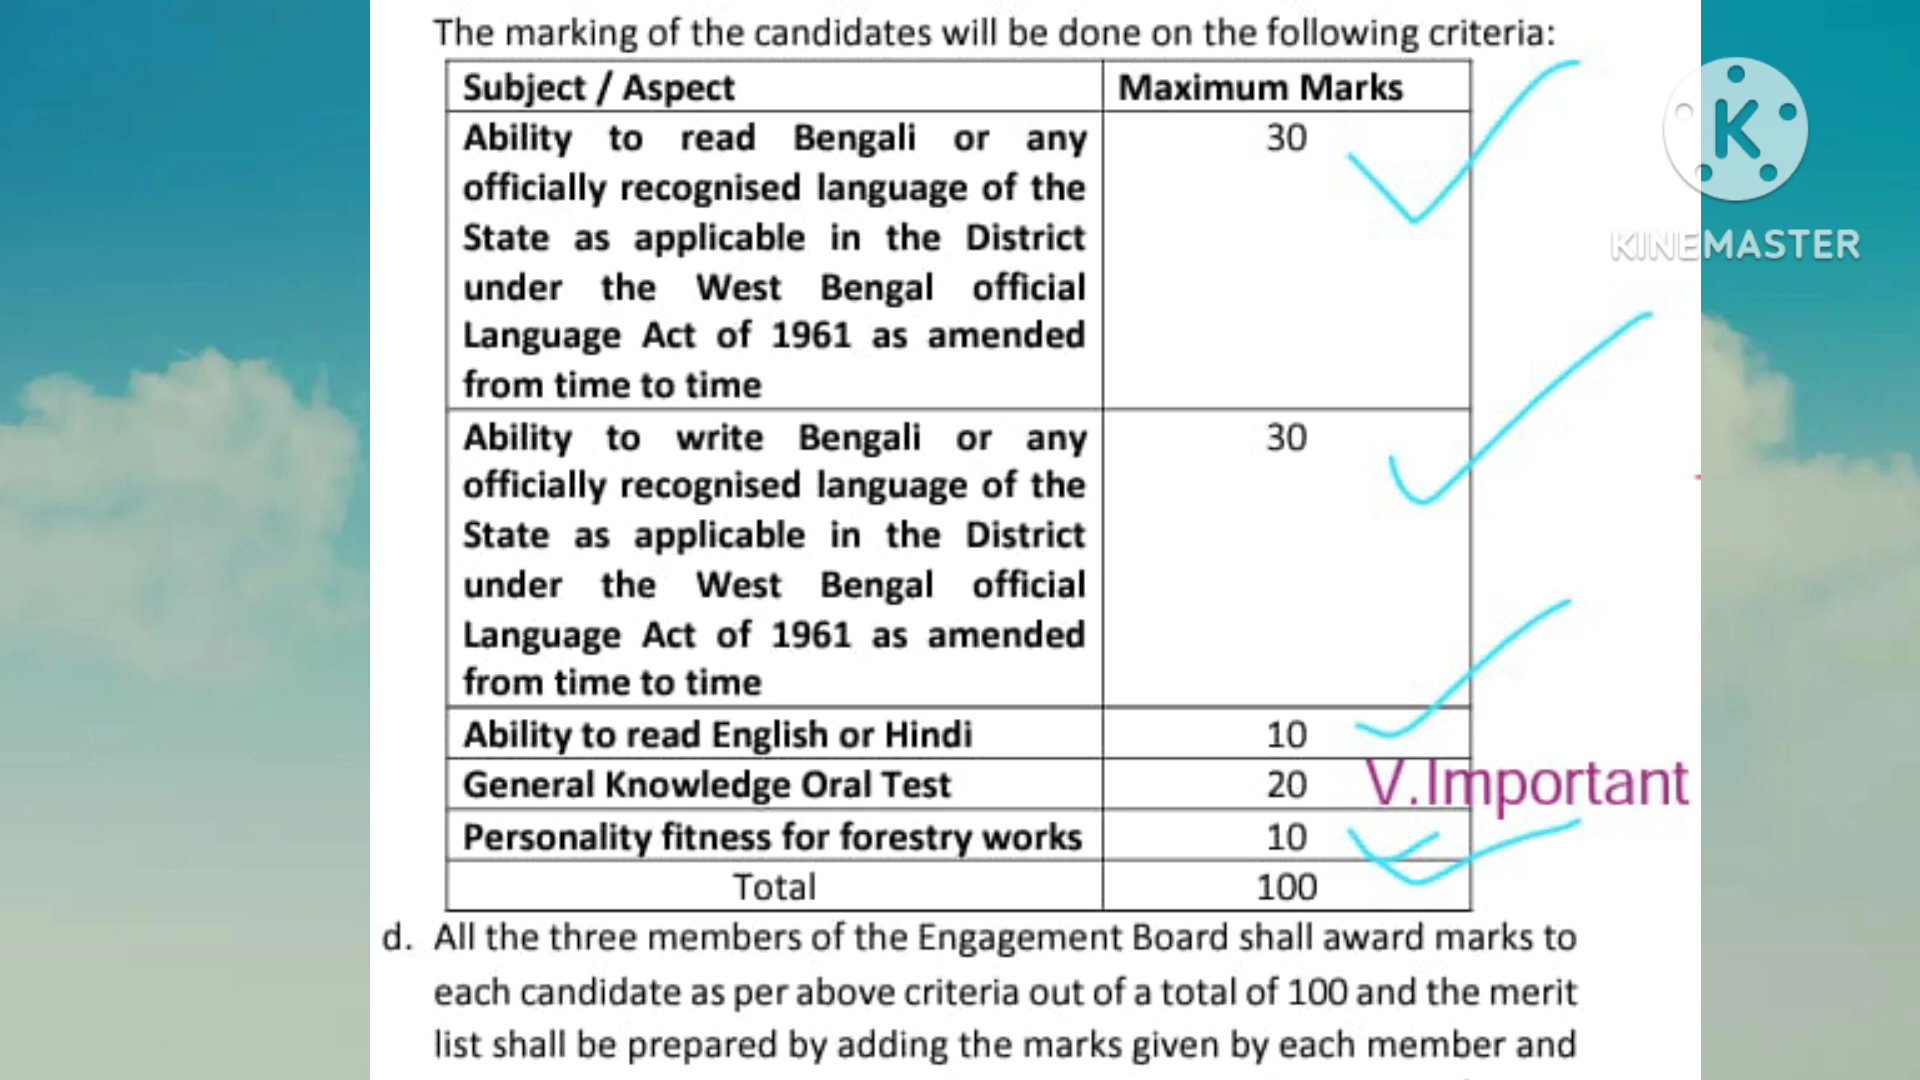 The marking of the candidates will be done on the following criteria:
Subject / Aspect Maximum Marks
Ability to read Bengali or any 30
officially recognised language of the
State as applicable in the District
under the West Bengal official
Language Act of 1961 as amended
from time to time
Ability to write Bengali or any 30
officially recognised language of the
State as applicable in the District
under the West Bengal official
Language Act of 1961 as amended
from time to time
Ability to read English or Hindi 10
General Knowledge Oral Test 20 V.Important
Personality fitness for forestry works 10
Total 100
d. All the three members of the Engagement Board shall award marks to
each candidate as per above criteria out of a total of 100 and the merit
list shall be prepared by adding the marks given by each member and
K
KINEMASTER